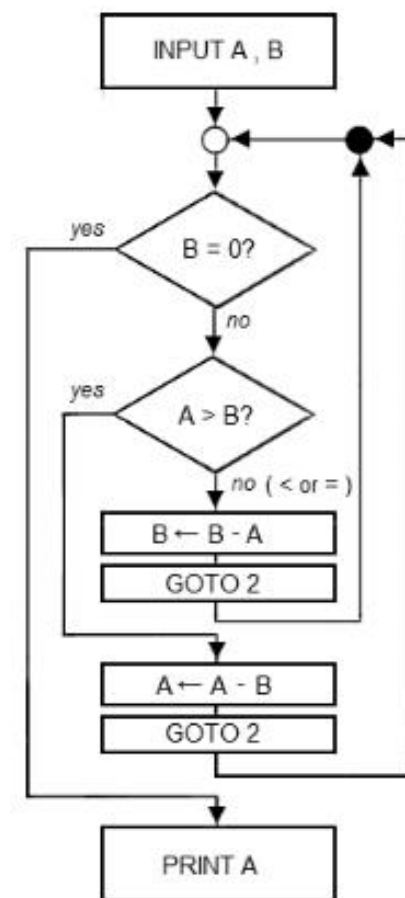 INPUT A , B
yes
B = 0?
no
yes
A > B?
no ( < or = )
B ← B - A
GOTO 2
A ← A - B
GOTO 2
PRINT A